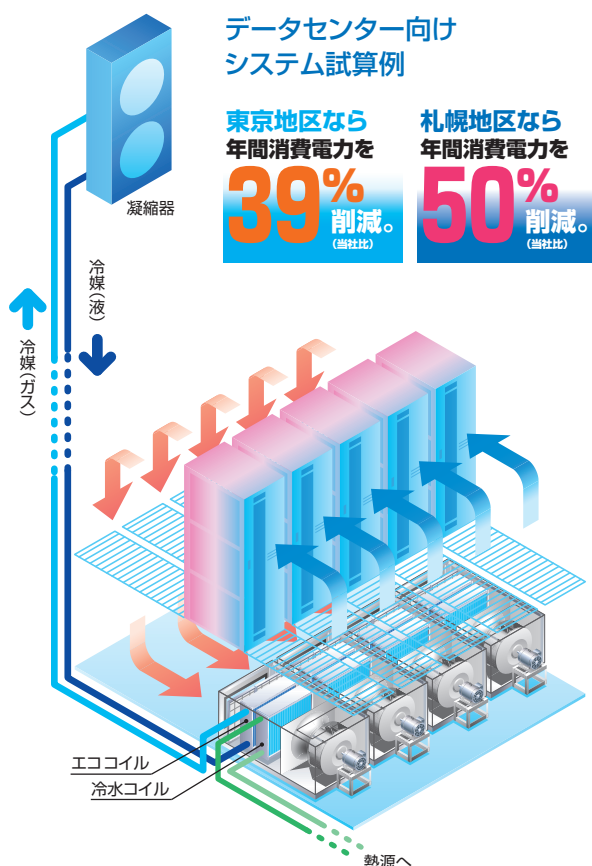 データセンター向け
システム試算例
東京地区なら
年間消費電力を
39%
削減。
(当社比)
札幌地区なら
年間消費電力を
50%
削減。
(当社比)
凝縮器
冷媒(液)
冷媒(ガス)
エココイル
冷水コイル
熱源へ